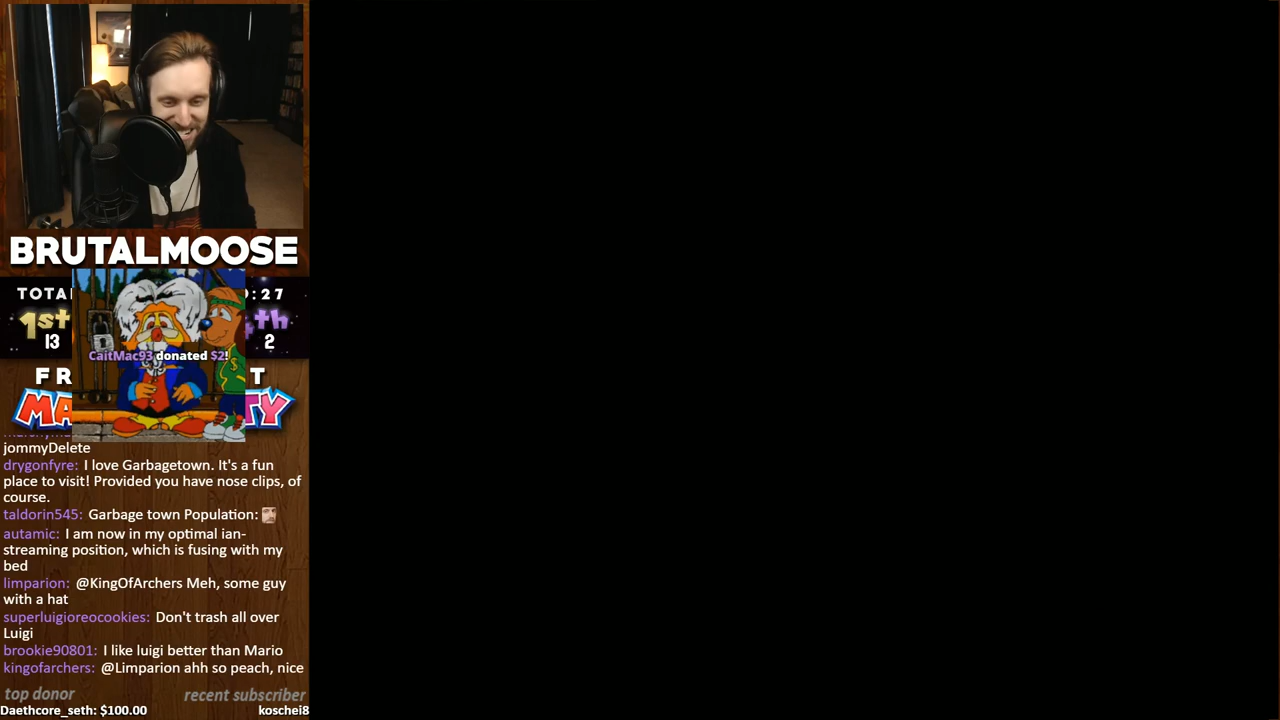 BRUTALMOOSE
TOTA :27
1st 4th
13 2
CaitMac93 donated $2!
FR T
MA TY
jommyDelete
drygonfyre: I love Garbagetown. It's a fun
place to visit! Provided you have nose clips, of
course.
taldorin545: Garbage town Population:
autamic: I am now in my optimal ian-
streaming position, which is fusing with my
bed
limparion: @KingOfArchers Meh, some guy
with a hat
superluigioreocookies: Don't trash all over
Luigi
brookie90801: I like luigi better than Mario
kingofarchers: @Limparion ahh so peach, nice
top donor recent subscriber
Daethcore_seth: $100.00 koschei8